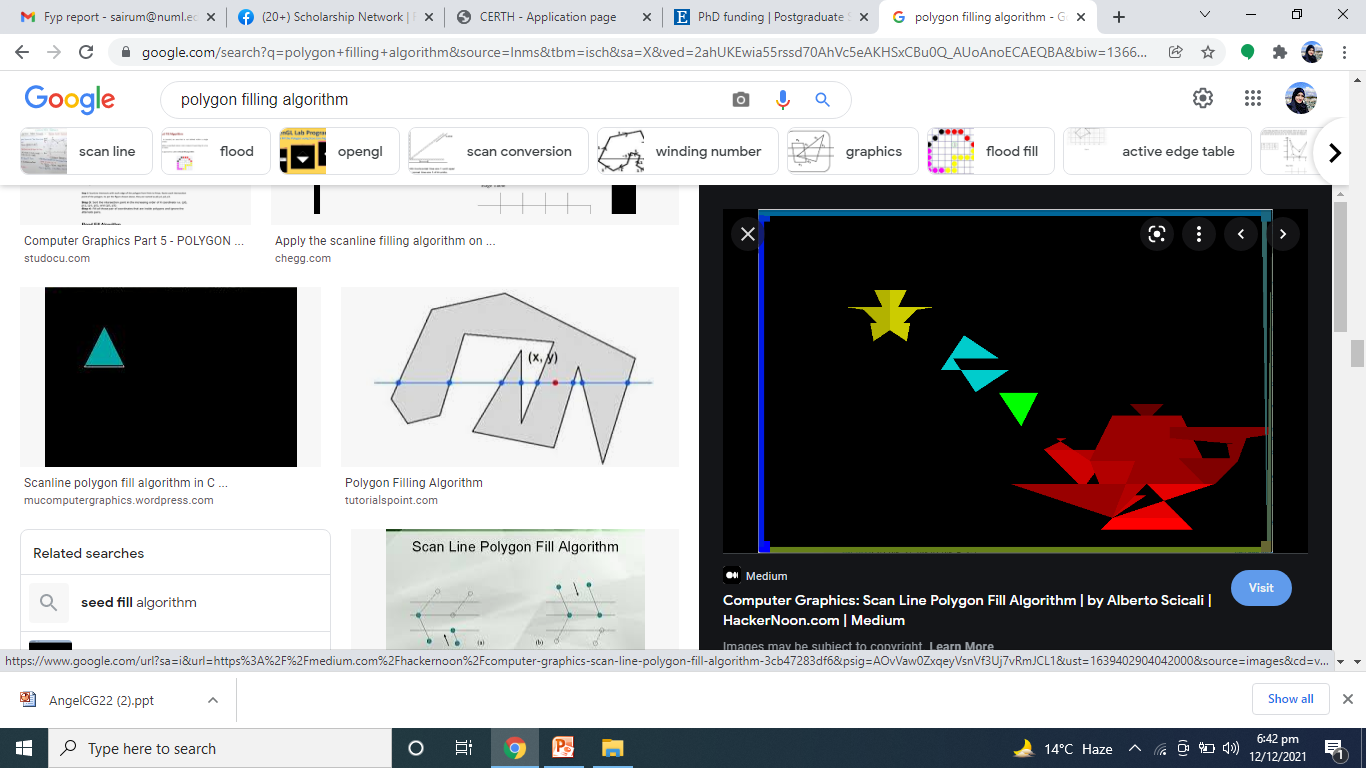 Fyp report - sairum@numl.ec
(20+) Scholarship Network |
CERTH - Application page
PhD funding | Postgraduate
polygon filling algorithm - G
google.com/search?q=polygon+filling+algorithm&source=lnms&tbm=isch&sa=X&ved=2ahUKEwia55rssd70AhVc5eAKHSxCBu0Q_AUoAnoECAEQBA&biw=1366...
Google
polygon filling algorithm
scan line
flood
opengl
scan conversion
winding number
graphics
flood fill
active edge table
Computer Graphics Part 5 - POLYGON ...
studocu.com
Apply the scanline filling algorithm on ...
chegg.com
(x, y)
Scanline polygon fill algorithm in C ...
mucomputergraphics.wordpress.com
Polygon Filling Algorithm
tutorialspoint.com
Related searches
seed fill algorithm
Scan Line Polygon Fill Algorithm
(a)
(b)
Medium
Computer Graphics: Scan Line Polygon Fill Algorithm | by Alberto Scicali |
HackerNoon.com | Medium
Visit
Images may be subject to copyright. Learn More
https://www.google.com/url?sa=i&url=https%3A%2F%2Fmedium.com%2Fhackernoon%2Fcomputer-graphics-scan-line-polygon-fill-algorithm-3cb47283df6&psig=AOvVaw0ZxqeyVsnVf3Uj7vRmJCL1&ust=1639402904042000&source=images&cd=v...
AngelCG22 (2).ppt
Show all
Type here to search
14°C Haze
6:42 pm
12/12/2021
1